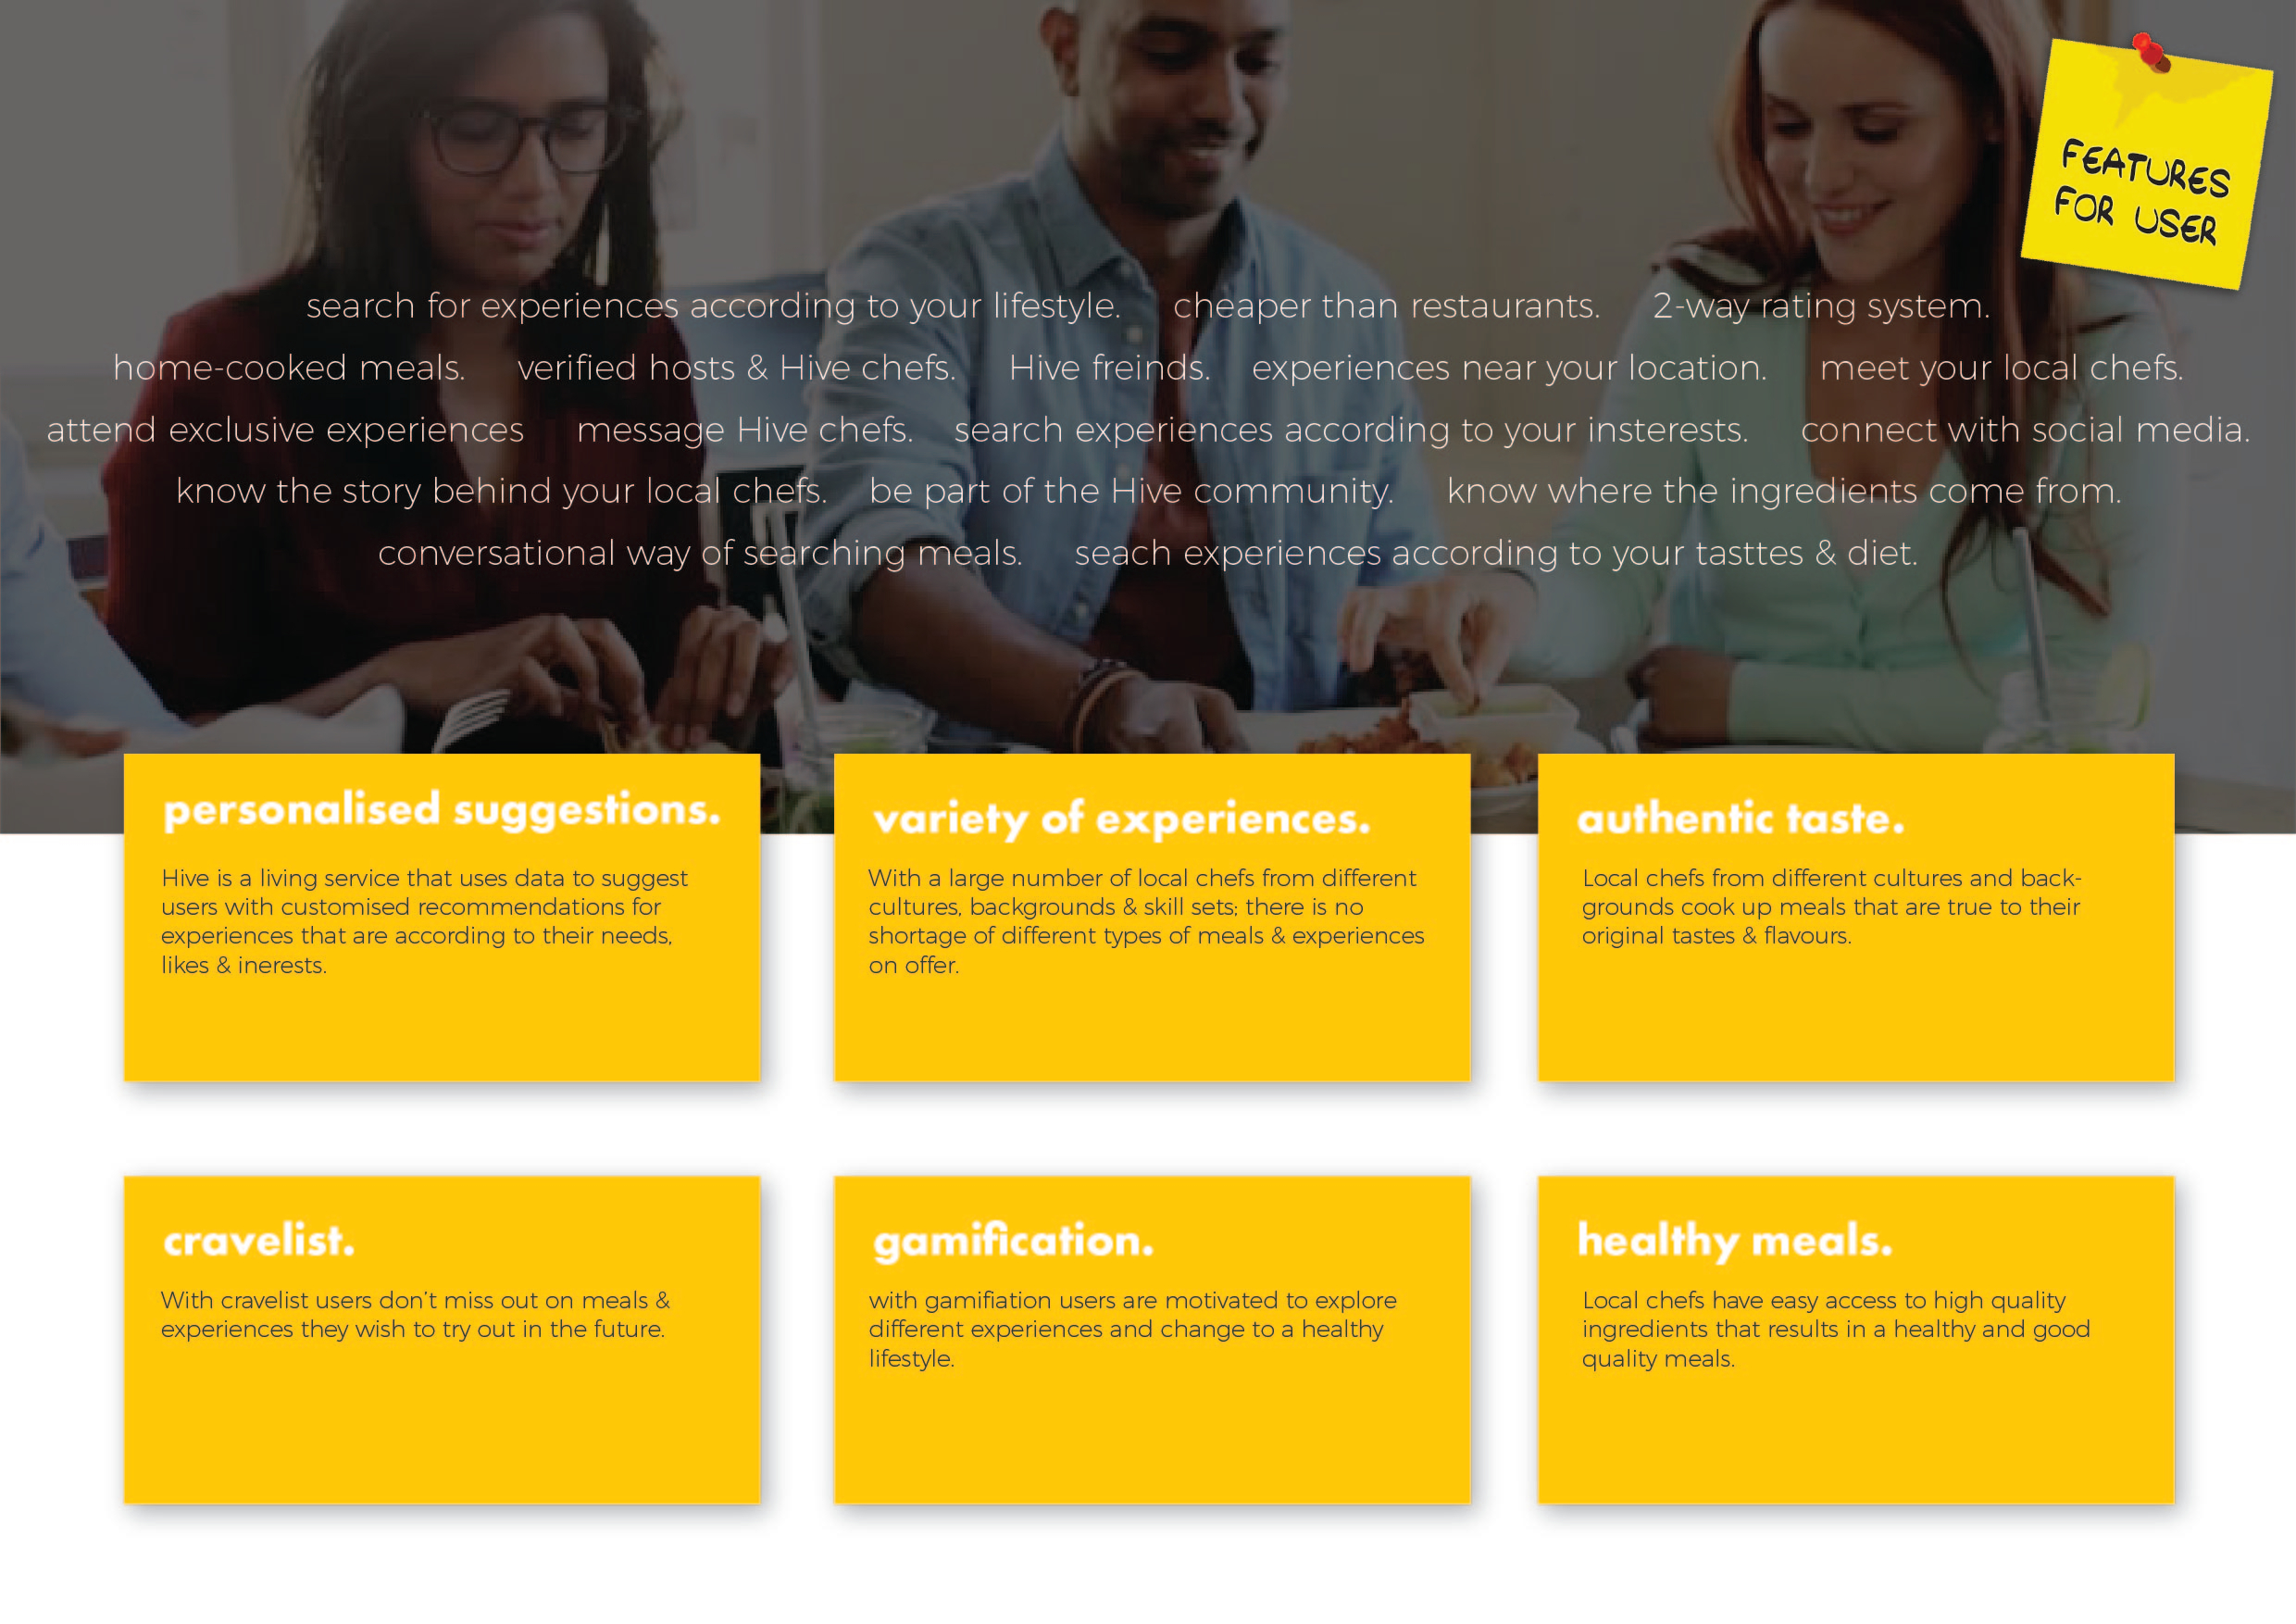 FEATURES
FOR USER
search for experiences according to your lifestyle. cheaper than restaurants. 2-way rating system.
home-cooked meals. verified hosts & Hive chefs. Hive freinds. experiences near your location. meet your local chefs.
attend exclusive experiences message Hive chefs. search experiences according to your insterests. connect with social media.
know the story behind your local chefs. be part of the Hive community. know where the ingredients come from.
conversational way of searching meals. seach experiences according to your tasttes & diet.
personalised suggestions.
Hive is a living service that uses data to suggest
users with customised recommendations for
experiences that are according to their needs,
likes & inerests.
variety of experiences.
With a large number of local chefs from different
cultures, backgrounds & skill sets; there is no
shortage of different types of meals & experiences
on offer.
authentic taste.
Local chefs from different cultures and back-
grounds cook up meals that are true to their
original tastes & flavours.
cravelist.
With cravelist users don't miss out on meals &
experiences they wish to try out in the future.
gamification.
with gamifiation users are motivated to explore
different experiences and change to a healthy
lifestyle.
healthy meals.
Local chefs have easy access to high quality
ingredients that results in a healthy and good
quality meals.